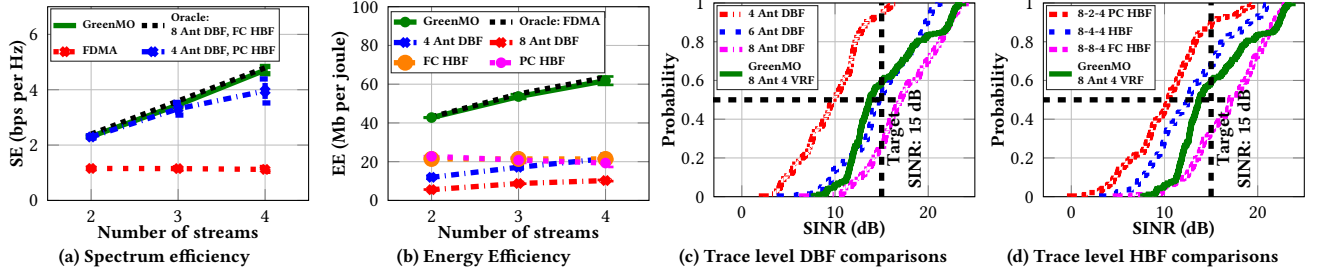 SE (bps per Hz)
6
4
2
0
GreenMO
Oracle:
8 Ant DBF, FC HBF
FDMA
4 Ant DBF, PC HBF
2
3
4
Number of streams
(a) Spectrum efficiency
EE (Mb per joule)
100
80
60
40
20
0
GreenMO
Oracle: FDMA
4 Ant DBF
8 Ant DBF
FC HBF
PC HBF
2
3
4
Number of streams
(b) Energy Efficiency
Probability
1
0.8
0.6
0.4
0.2
0
4 Ant DBF
6 Ant DBF
8 Ant DBF
GreenMO
8 Ant 4 VRF
Target
SINR: 15 dB
0
10
20
SINR (dB)
(c) Trace level DBF comparisons
Probability
1
0.8
0.6
0.4
0.2
0
8-2-4 PC HBF
8-4-4 HBF
8-8-4 FC HBF
GreenMO
8 Ant 4 VRF
Target
SINR: 15 dB
0
10
20
SINR (dB)
(d) Trace level HBF comparisons